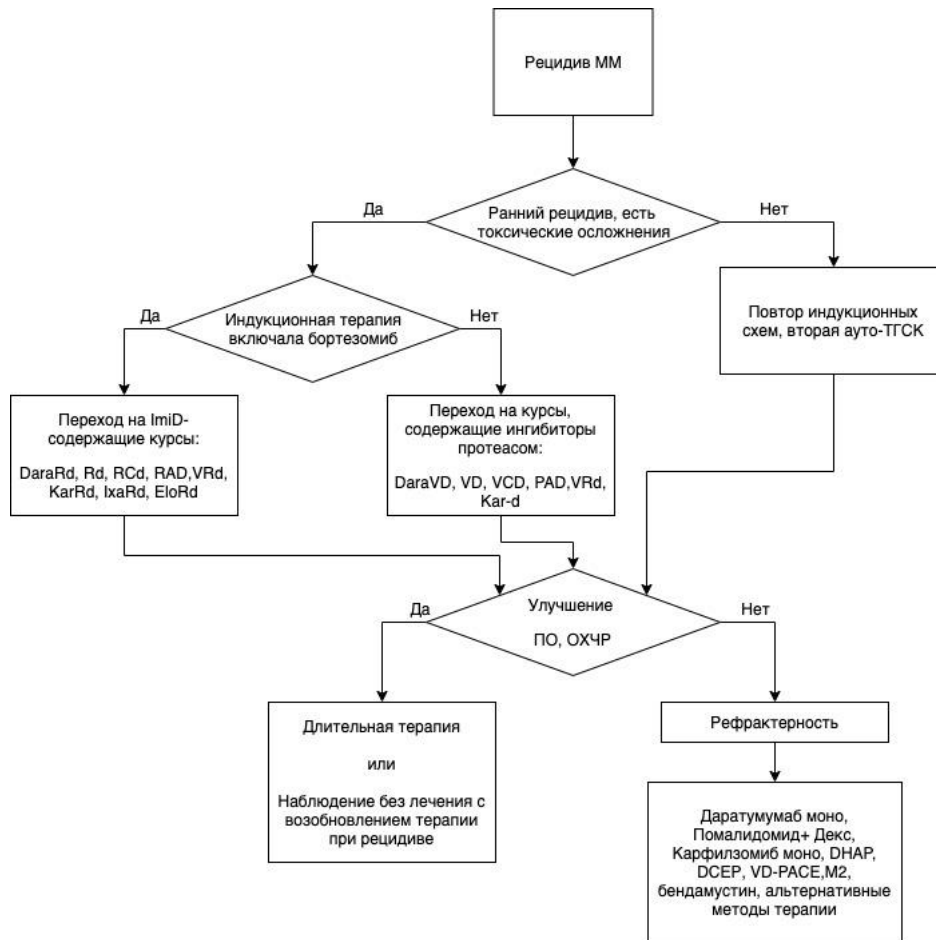 Рецидив ММ
Да
Ранний рецидив, есть
токсические осложнения
Нет
Да
Индукционная терапия
включала бортезомиб
Нет
Повтор индукционных
схем, вторая ауто-ТГСК
Переход на ImiD-
содержащие курсы:
DaraRd, Rd, RCd, RAD,VRd,
KarRd, IxaRd, EloRd
Переход на курсы,
содержащие ингибиторы
протеасом:
DaraVD, VD, VCD, PAD,VRd,
Kar-d
Да
Улучшение
ПО, ОХЧР
Нет
Длительная терапия
или
Наблюдение без лечения с
возобновлением терапии
при рецидиве
Рефрактерность
Даратумумаб моно,
Помалидомид+ Декс,
Карфилзомиб моно, DHAP,
DCEP, VD-PACE,M2,
бендамустин, альтернативные
методы терапии